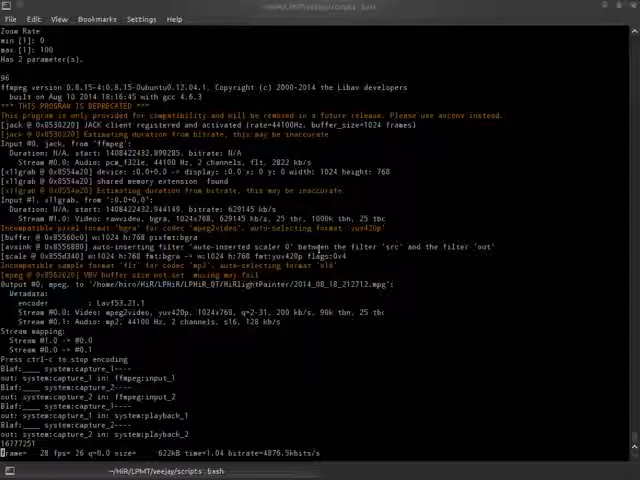 ~/HiR/LPMT/veejay/scripts : bash
File Edit View Bookmarks Settings Help
Zoom Rate
min [1]: 0
max [1]: 100
Has 2 parameter(s).
96
ffmpeg version 0.8.15-4:0.8.15-0ubuntu0.12.04.1, Copyright (c) 2000-2014 the Libav developers
built on Aug 10 2014 18:16:45 with gcc 4.6.3
*** THIS PROGRAM IS DEPRECATED ***
This program is only provided for compatibility and will be removed in a future release. Please use avconv instead.
[jack @ 0x8530220] JACK client registered and activated (rate=44100Hz, buffer_size=1024 frames)
[jack @ 0x8530220] Estimating duration from bitrate, this may be inaccurate
Input #0, jack, from 'ffmpeg':
Duration: N/A, start: 1408422432.899285, bitrate: N/A
Stream #0.0: Audio: pcm_f32le, 44100 Hz, 2 channels, flt, 2822 kb/s
[x11grab @ 0x8554a20] device: :0.0+0,0 -> display: :0.0 x: 0 y: 0 width: 1024 height: 768
[x11grab @ 0x8554a20] shared memory extension found
[x11grab @ 0x8554a20] Estimating duration from bitrate, this may be inaccurate
Input #1, x11grab, from ':0.0+0,0':
Duration: N/A, start: 1408422432.944149, bitrate: 629145 kb/s
Stream #1.0: Video: rawvideo, bgra, 1024x768, 629145 kb/s, 25 tbr, 1000k tbn, 25 tbc
Incompatible pixel format 'bgra' for codec 'mpeg2video', auto-selecting format 'yuv420p'
[buffer @ 0x85560c0] w:1024 h:768 pixfmt:bgra
[avsink @ 0x8556880] auto-inserting filter 'auto-inserted scaler 0' between the filter 'src' and the filter 'out'
[scale @ 0x855d340] w:1024 h:768 fmt:bgra -> w:1024 h:768 fmt:yuv420p flags:0x4
Incompatible sample format 'flt' for codec 'mp2', auto-selecting format 's16'
[mpeg @ 0x8562620] VBV buffer size not set, muxing may fail
Output #0, mpeg, to '/home/hiro/HiR/LPHiR/LPHiR_QT/HiRlightPainter/2014_08_18_212712.mpg':
Metadata:
encoder : Lavf53.21.1
Stream #0.0: Video: mpeg2video, yuv420p, 1024x768, q=2-31, 200 kb/s, 90k tbn, 25 tbc
Stream #0.1: Audio: mp2, 44100 Hz, 2 channels, s16, 128 kb/s
Stream mapping:
Stream #1.0 -> #0.0
Stream #0.0 -> #0.1
Press ctrl-c to stop encoding
Blaf:____ system:capture_1----
out: system:capture_1 in: ffmpeg:input_1
Blaf:____ system:capture_2----
out: system:capture_2 in: ffmpeg:input_2
Blaf:____ system:capture_1----
out: system:capture_1 in: system:playback_1
Blaf:____ system:capture_2----
out: system:capture_2 in: system:playback_2
16777251
frame= 28 fps= 26 q=0.0 size= 622kB time=1.04 bitrate=4876.5kbits/s
~/HiR/LPMT/veejay/scripts : bash